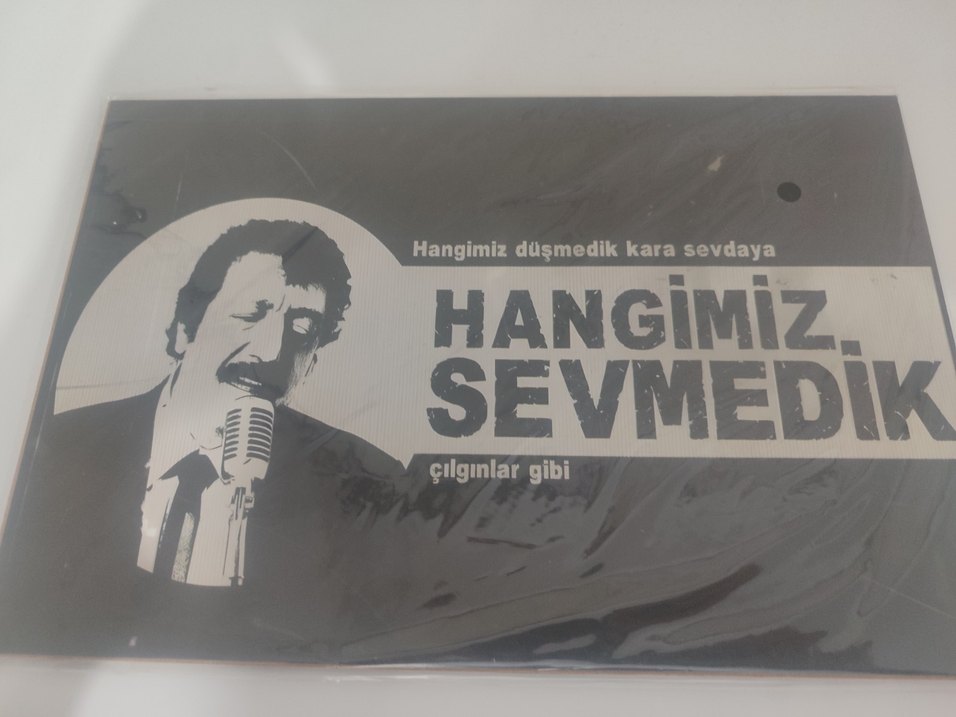 Hangimiz düşmedik kara sevdaya
HANGİMİZ
SEVMEDİK
çılgınlar gibi